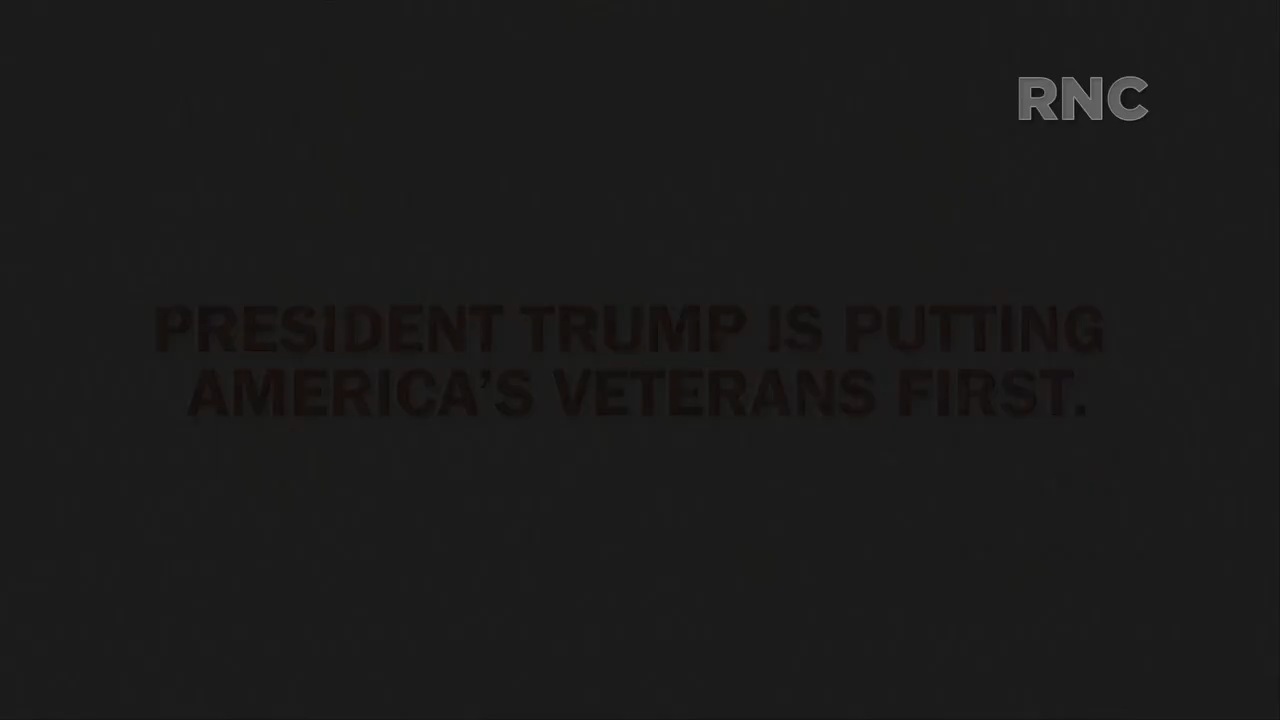 RNC
PRESIDENT TRUMP IS PUTTING
AMERICA'S VETERANS FIRST.